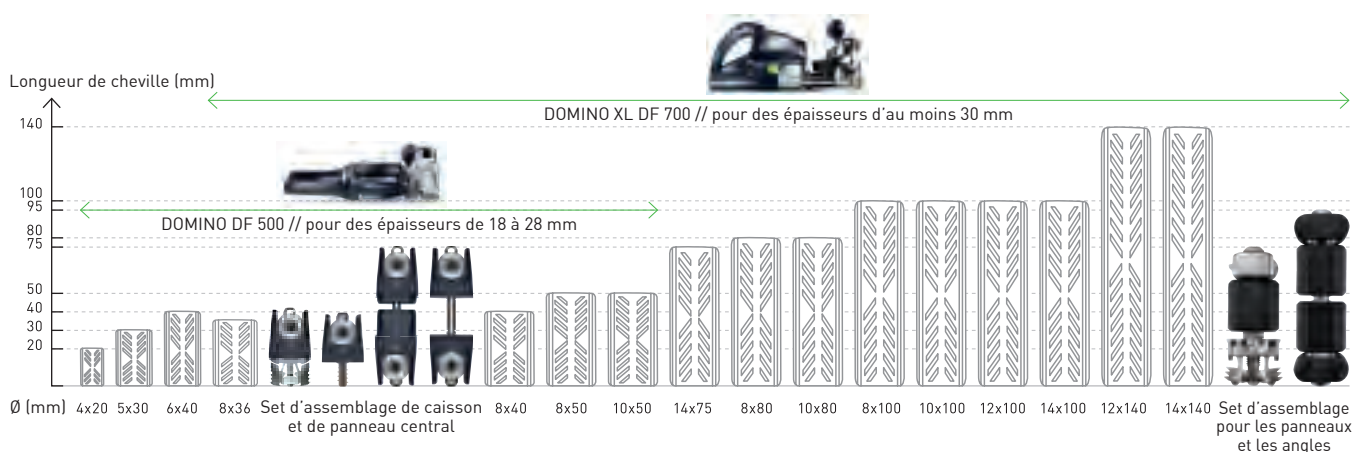 Longueur de cheville (mm)
DOMINO XL DF 700 // pour des épaisseurs d'au moins 30 mm
140
100
95
DOMINO DF 500 // pour des épaisseurs de 18 à 28 mm
80
75
50
40
30
20
Ø (mm) 4x20 5x30 6x40 8x36 Set d'assemblage de caisson 8x40 8x50 10x50 14x75 8x80 10x80 8x100 10x100 12x100 14x100 12x140 14x140 Set d'assemblage
et de panneau central pour les panneaux
et les angles